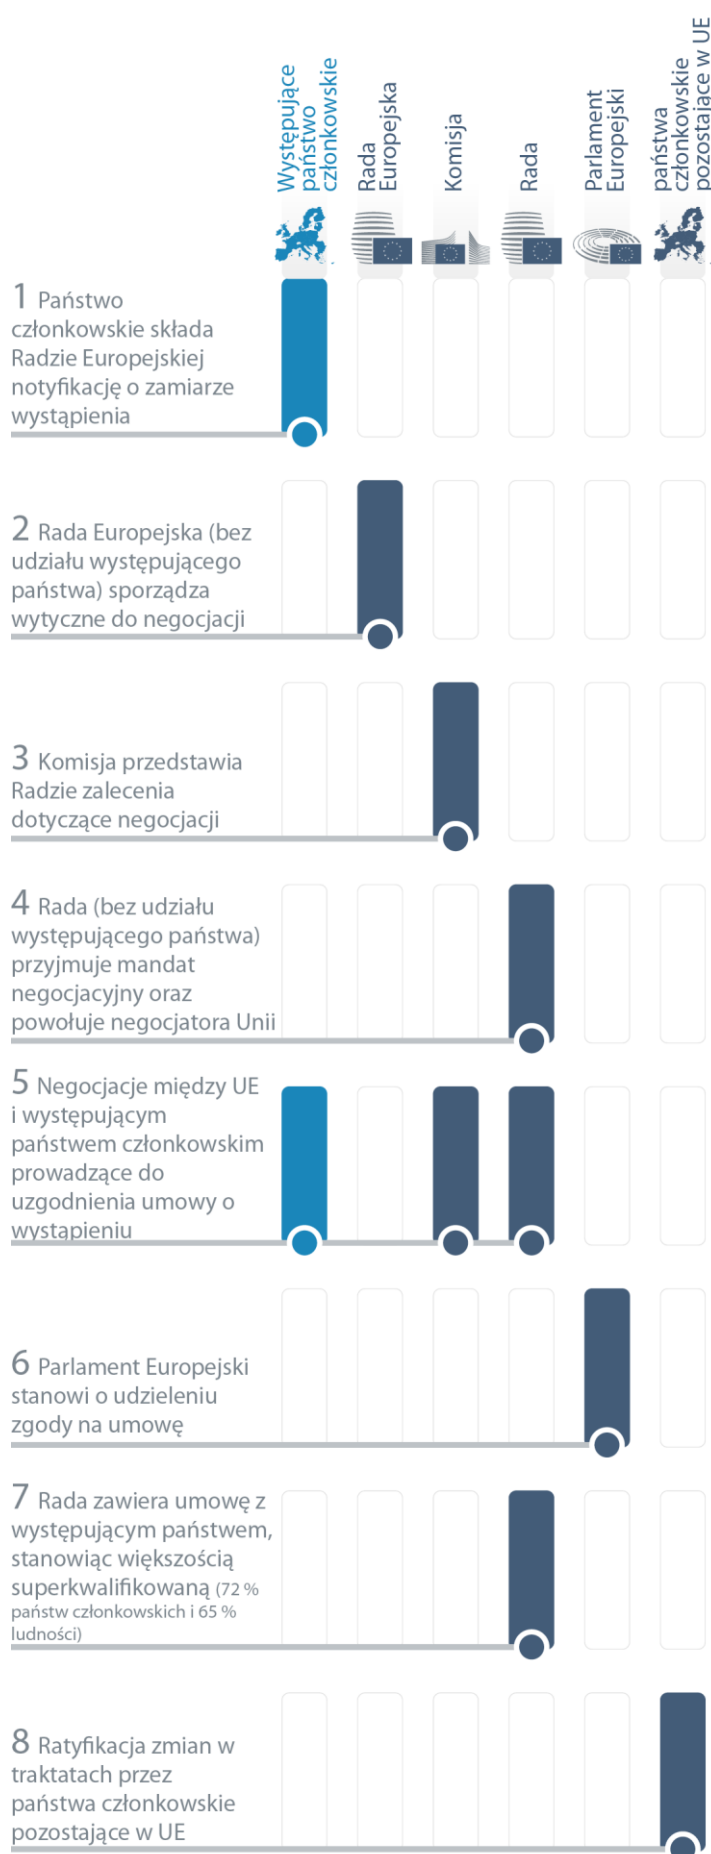 Występujące
państwo
członkowskie
Rada
Europejska
Komisja
Rada
Parlament
Europejski
państwa
członkowskie
pozostające w UE
1 Państwo
członkowskie składa
Radzie Europejskiej
notyfikację o zamiarze
wystąpienia
2 Rada Europejska (bez
udziału występującego
państwa) sporządza
wytyczne do negocjacji
3 Komisja przedstawia
Radzie zalecenia
dotyczące negocjacji
4 Rada (bez udziału
występującego państwa)
przyjmuje mandat
negocjacyjny oraz
powołuje negocjatora Unii
5 Negocjacje między UE
i występującym
państwem członkowskim
prowadzące do
uzgodnienia umowy o
wystąpieniu
6 Parlament Europejski
stanowi o udzieleniu
zgody na umowę
7 Rada zawiera umowę z
występującym państwem,
stanowiąc większością
superkwalifikowaną (72 %
państw członkowskich i 65 %
ludności)
8 Ratyfikacja zmian w
traktatach przez
państwa członkowskie
pozostające w UE